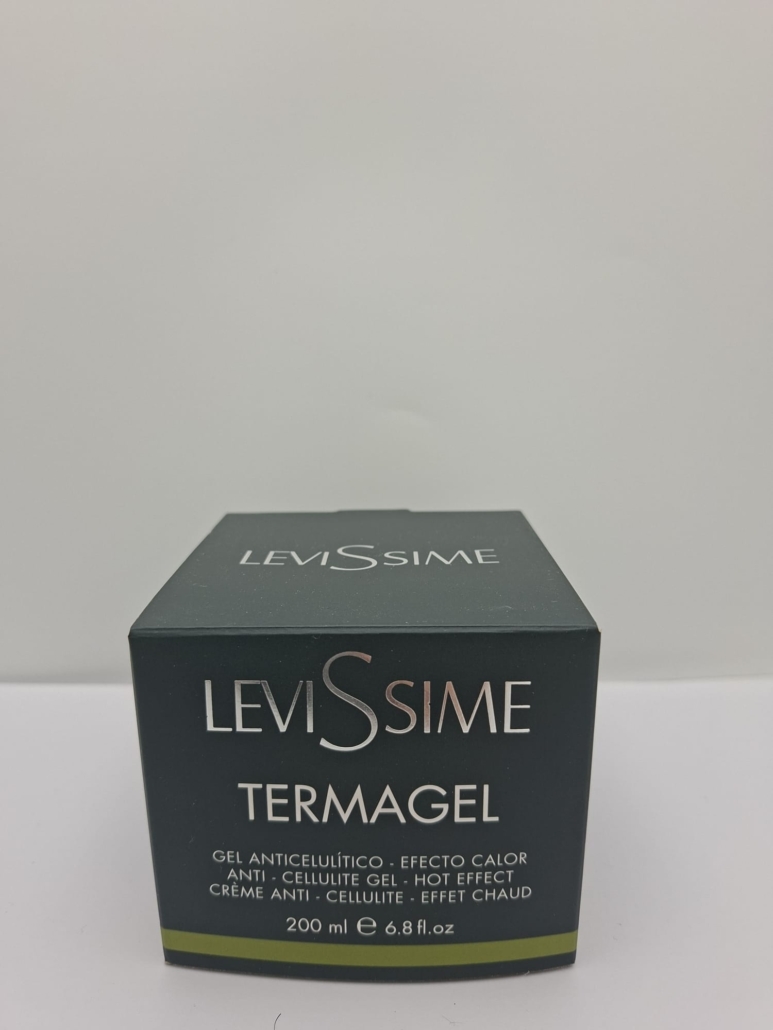 LEVISSIME
LEVISSIME
TERMAGEL
GEL ANTICELULÍTICO - EFECTO CALOR
ANTI - CELLULITE GEL - HOT EFFECT
CRÈME ANTI - CELLULITE - EFFET CHAUD
200 ml ℮ 6.8 fl.oz